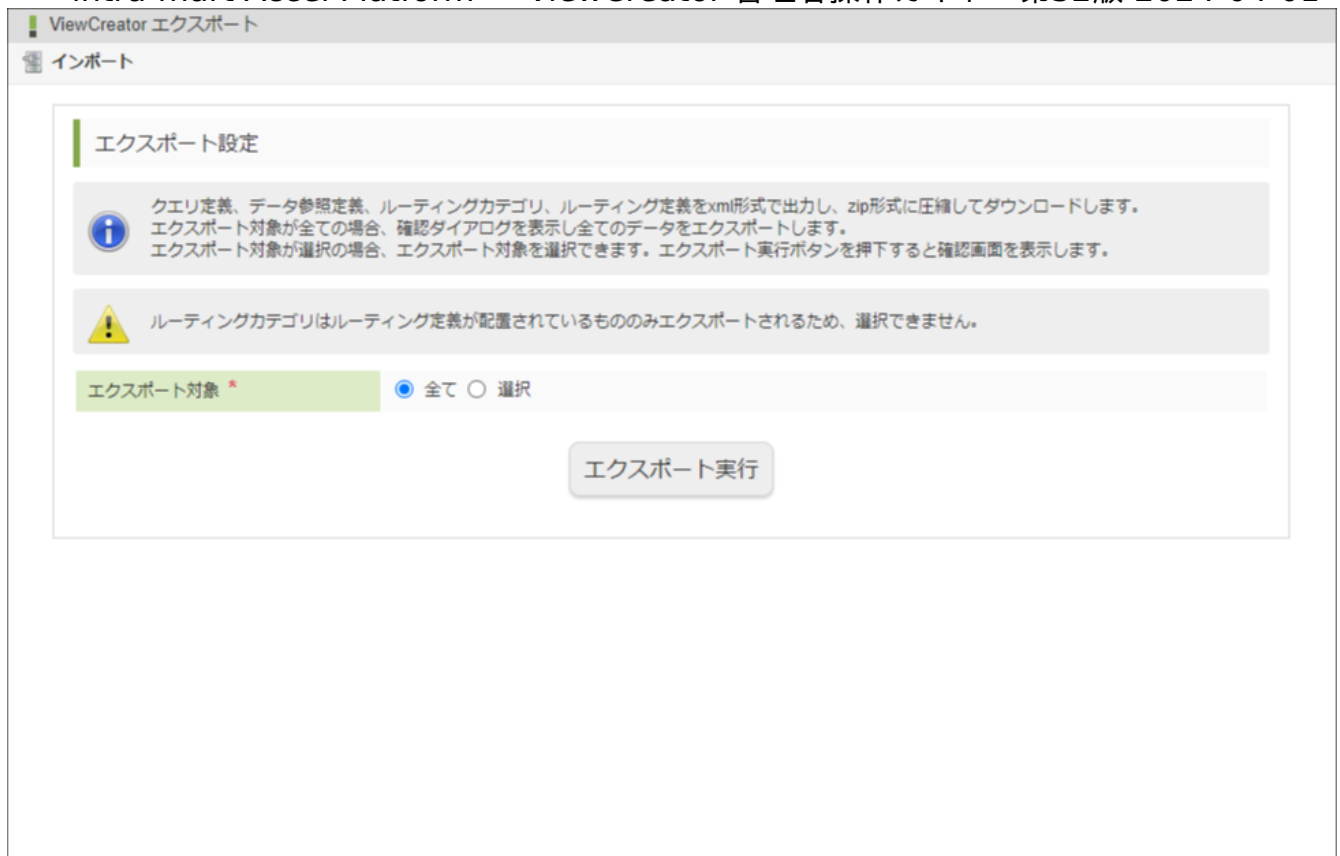 ViewCreator 2024-04-01
ViewCreator エクスポート
インポート
エクスポート設定
クエリ定義、データ参照定義、ルーティングカテゴリ、ルーティング定義をxml形式で出力し、zip形式に圧縮してダウンロードします。
エクスポート対象が全ての場合、確認ダイアログを表示し全てのデータをエクスポートします。
エクスポート対象が選択の場合、エクスポート対象を選択できます。エクスポート実行ボタンを押下すると確認画面を表示します。
ルーティングカテゴリはルーティング定義が配置されているもののみエクスポートされるため、選択できません。
エクスポート対象 * 全て 選択
エクスポート実行